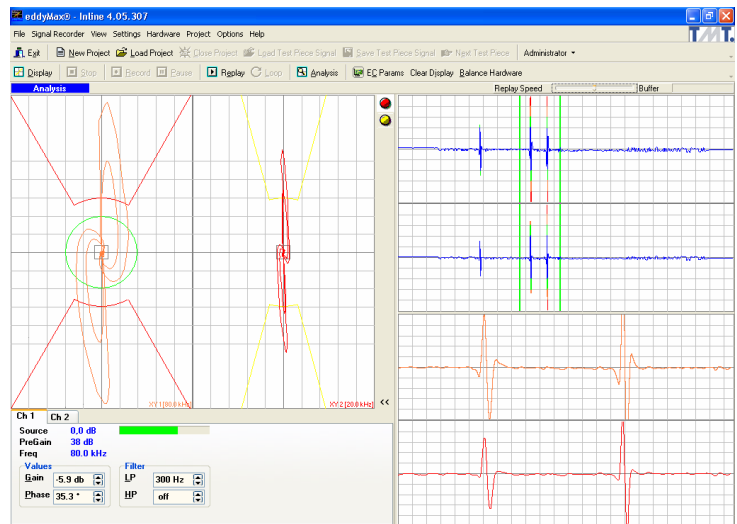 eddyMax® - Inline 4.05.307
File Signal Recorder View Settings Hardware Project Options Help
TMT.
Exit New Project Load Project Close Project Load Test Piece Signal Save Test Piece Signal Next Test Piece Administrator
Display Stop Record Pause Replay Loop Analysis EC Params Clear Display Balance Hardware
Analysis Replay Speed Buffer
XY 1 [80.0 kHz] XY 2 [20.0 kHz] <<
Ch 1 Ch 2
Source 0,0 dB
PreGain 38 dB
Freq 80.0 kHz
Values Filter
Gain -5.9 db LP 300 Hz
Phase 35.3 ° HP off